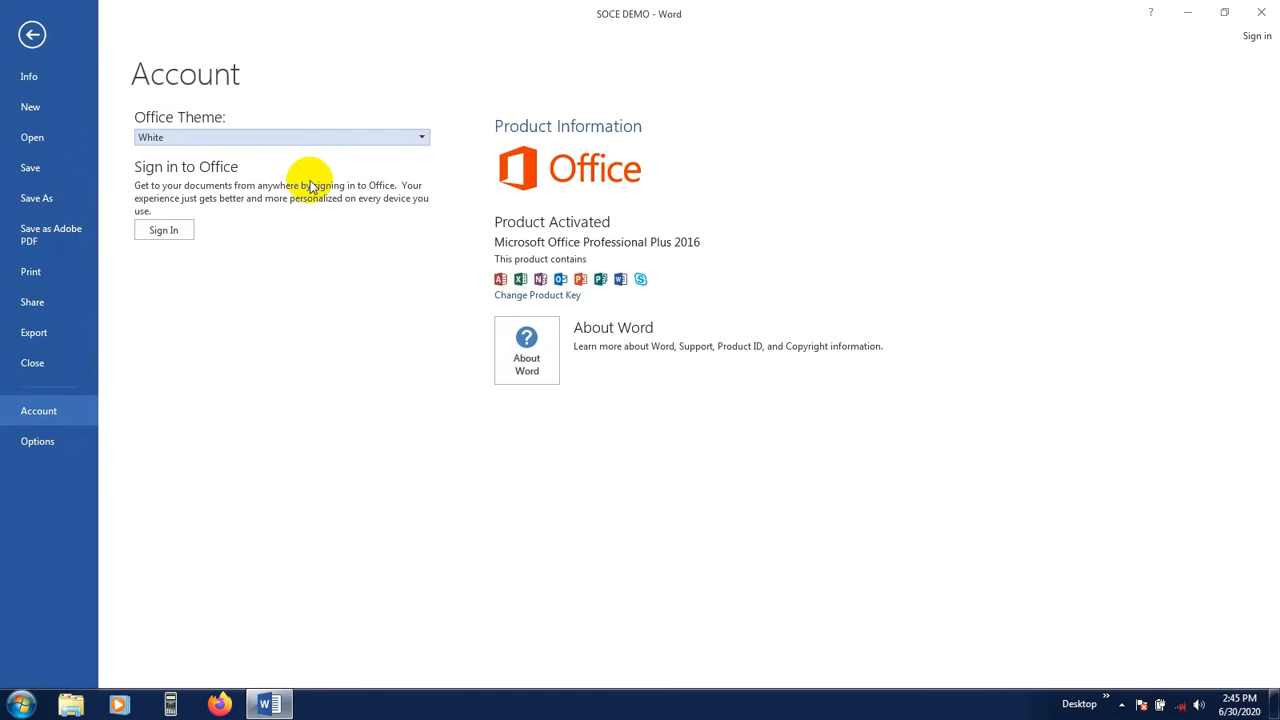 SOCE DEMO - Word
?
Sign in
Info
New
Open
Save
Save As
Save as Adobe
PDF
Print
Share
Export
Close
Account
Options
Account
Office Theme:
White
Sign in to Office
Get to your documents from anywhere by signing in to Office. Your
experience just gets better and more personalized on every device you
use.
Sign In
Product Information
Office
Product Activated
Microsoft Office Professional Plus 2016
This product contains
Change Product Key
?
About
Word
About Word
Learn more about Word, Support, Product ID, and Copyright information.
Desktop
2:45 PM
6/30/2020